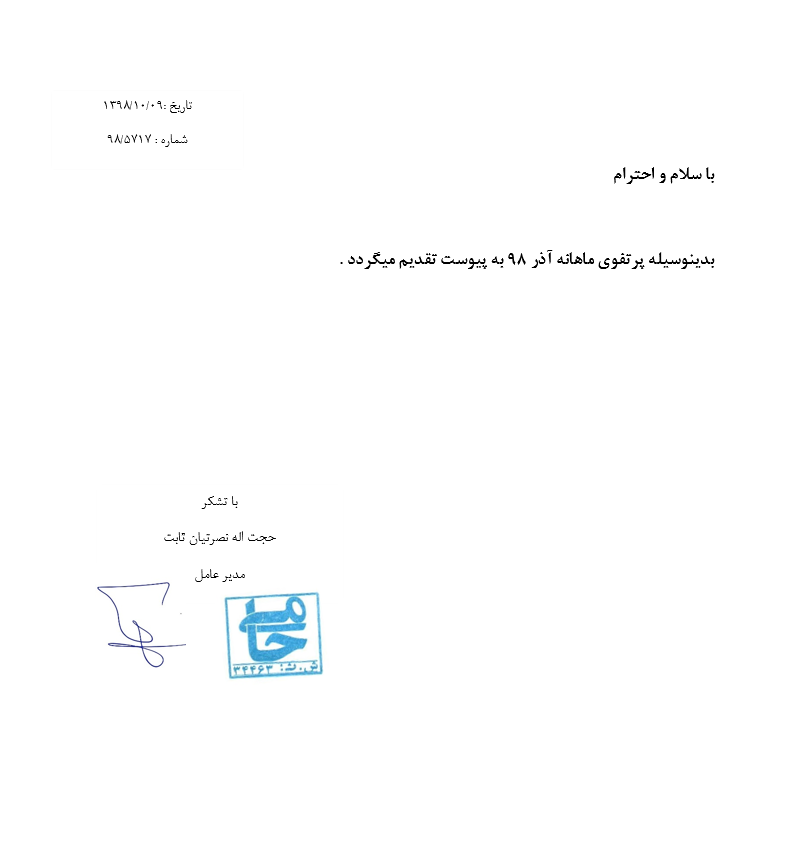 تاریخ :۱۳۹۸/۱۰/۰۹
شماره : ۹۸/۵۷۱۷
با سلام و احترام
بدینوسیله پرتفوی ماهانه آذر ۹۸ به پیوست تقدیم میگردد .
با تشکر
حجت اله نصرتیان ثابت
مدیر عامل
حامی
ش.ث: ۳۴۴۶۳